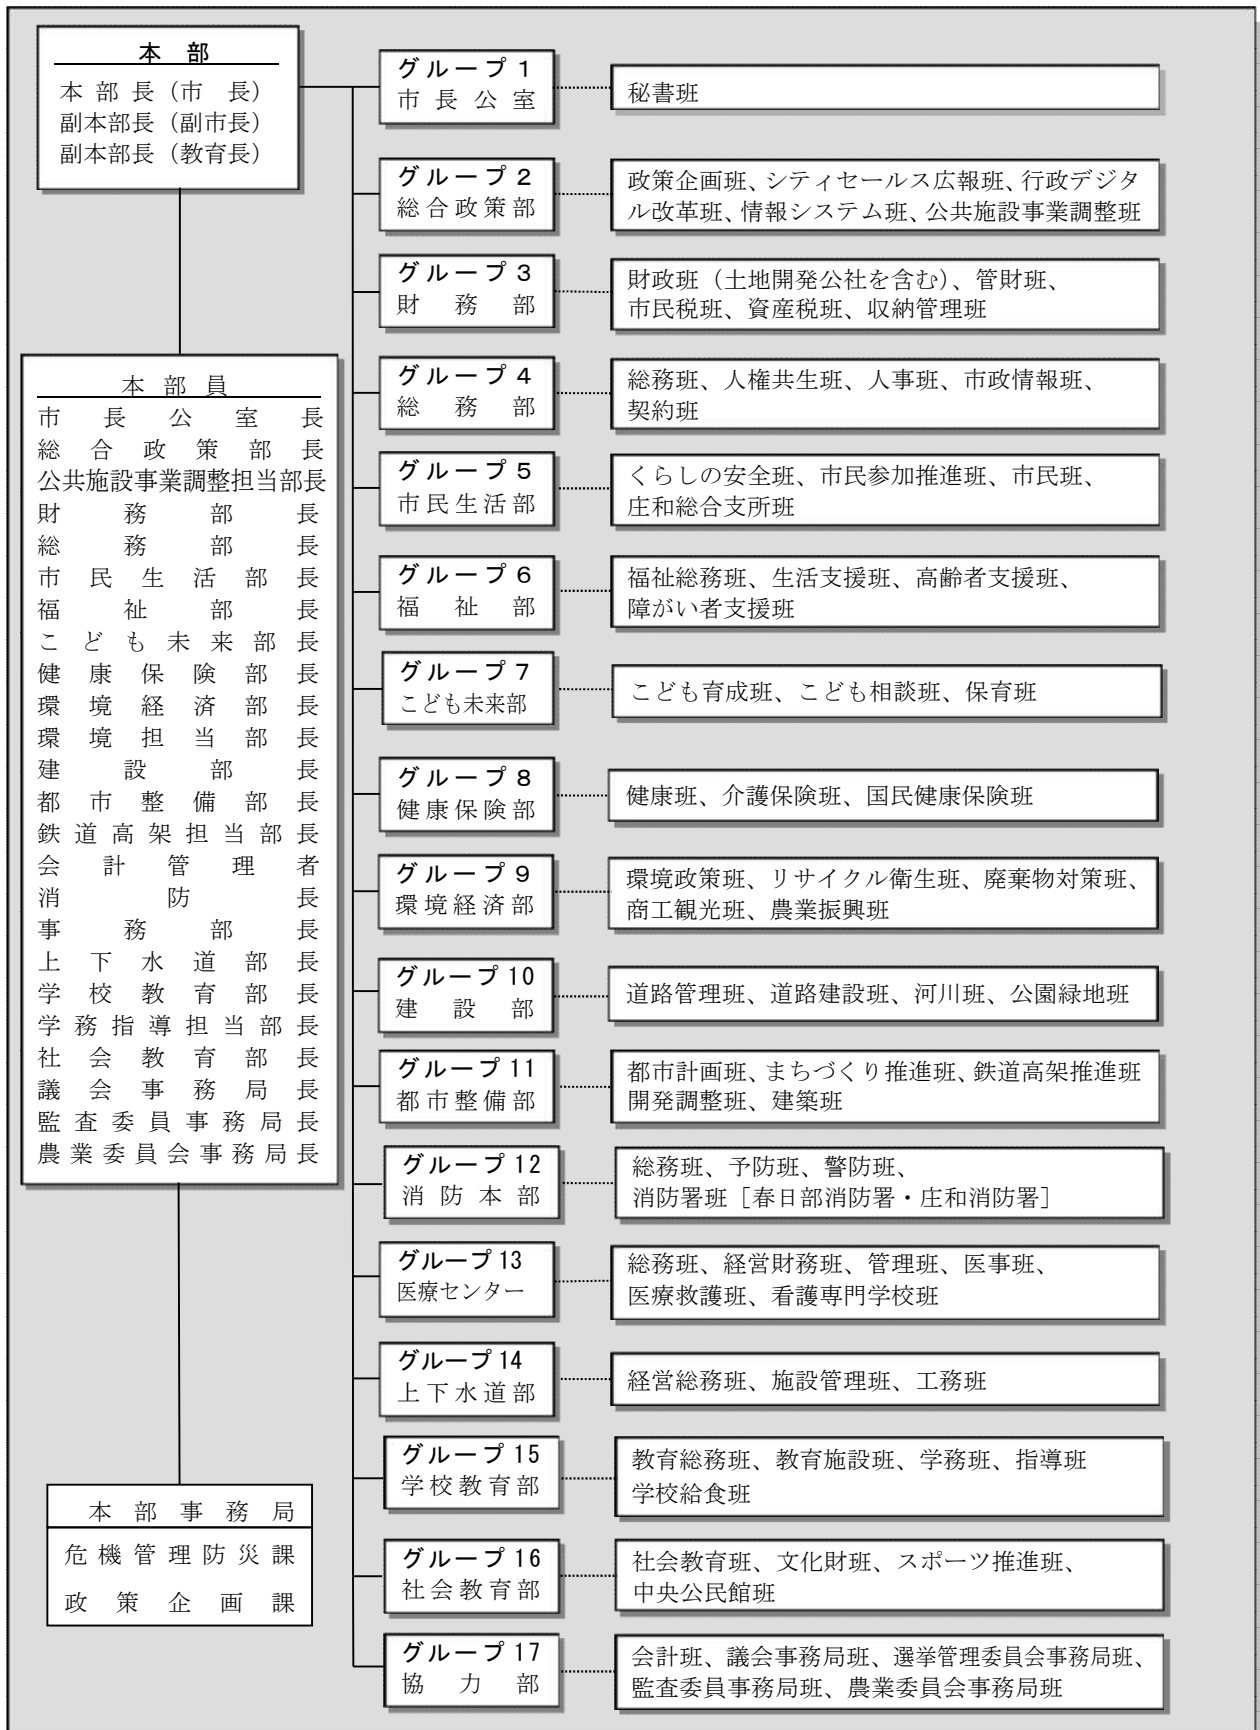 本部
本部長（市長）
副本部長（副市長）
副本部長（教育長）
本部員
市長公室長
総合政策部長
公共施設事業調整担当部長
財務部長
総務部長
市民生活部長
福祉部長
こども未来部長
健康保険部長
環境経済部長
環境担当部長
建設部長
都市整備部長
鉄道高架担当部長
会計管理者
消防長
事務部長
上下水道部長
学校教育部長
学務指導担当部長
社会教育部長
議会事務局長
監査委員事務局長
農業委員会事務局長
本部事務局
危機管理防災課
政策企画課
グループ１
市長公室
秘書班
グループ２
総合政策部
政策企画班、シティセールス広報班、行政デジタ
ル改革班、情報システム班、公共施設事業調整班
グループ３
財務部
財政班（土地開発公社を含む）、管財班、
市民税班、資産税班、収納管理班
グループ４
総務部
総務班、人権共生班、人事班、市政情報班、
契約班
グループ５
市民生活部
くらしの安全班、市民参加推進班、市民班、
庄和総合支所班
グループ６
福祉部
福祉総務班、生活支援班、高齢者支援班、
障がい者支援班
グループ７
こども未来部
こども育成班、こども相談班、保育班
グループ８
健康保険部
健康班、介護保険班、国民健康保険班
グループ９
環境経済部
環境政策班、リサイクル衛生班、廃棄物対策班、
商工観光班、農業振興班
グループ10
建設部
道路管理班、道路建設班、河川班、公園緑地班
グループ11
都市整備部
都市計画班、まちづくり推進班、鉄道高架推進班
開発調整班、建築班
グループ12
消防本部
総務班、予防班、警防班、
消防署班［春日部消防署・庄和消防署］
グループ13
医療センター
総務班、経営財務班、管理班、医事班、
医療救護班、看護専門学校班
グループ14
上下水道部
経営総務班、施設管理班、工務班
グループ15
学校教育部
教育総務班、教育施設班、学務班、指導班
学校給食班
グループ16
社会教育部
社会教育班、文化財班、スポーツ推進班、
中央公民館班
グループ17
協力部
会計班、議会事務局班、選挙管理委員会事務局班、
監査委員事務局班、農業委員会事務局班